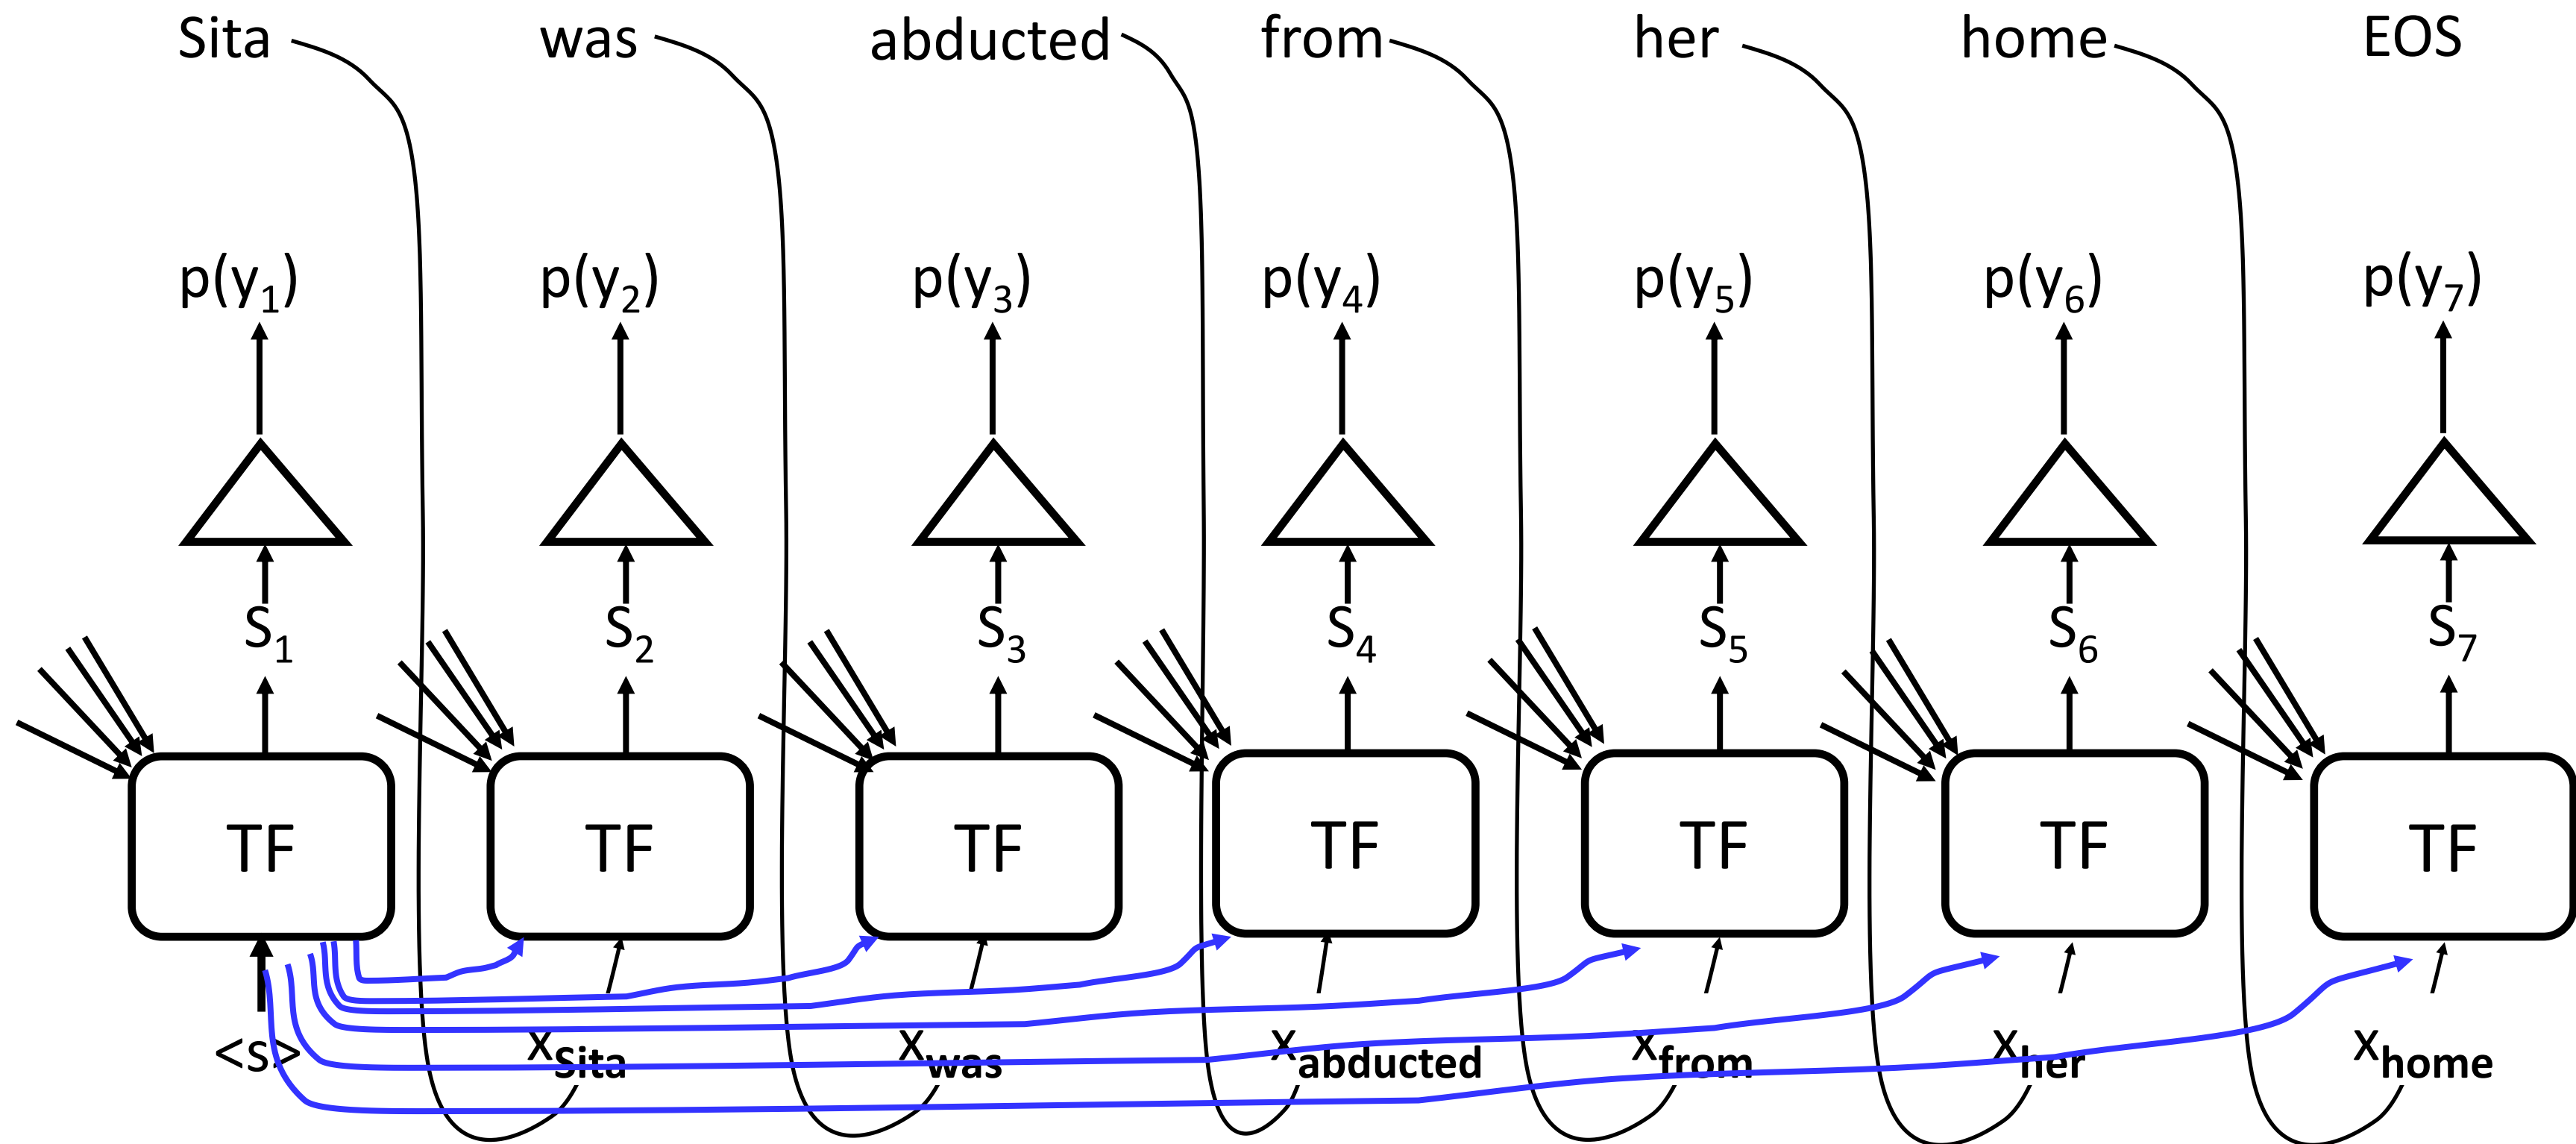 Sita was abducted from her home EOS
p(y1) p(y2) p(y3) p(y4) p(y5) p(y6) p(y7)
S1 S2 S3 S4 S5 S6 S7
TF TF TF TF TF TF TF
<s> xSita xwas xabducted xfrom xher xhome